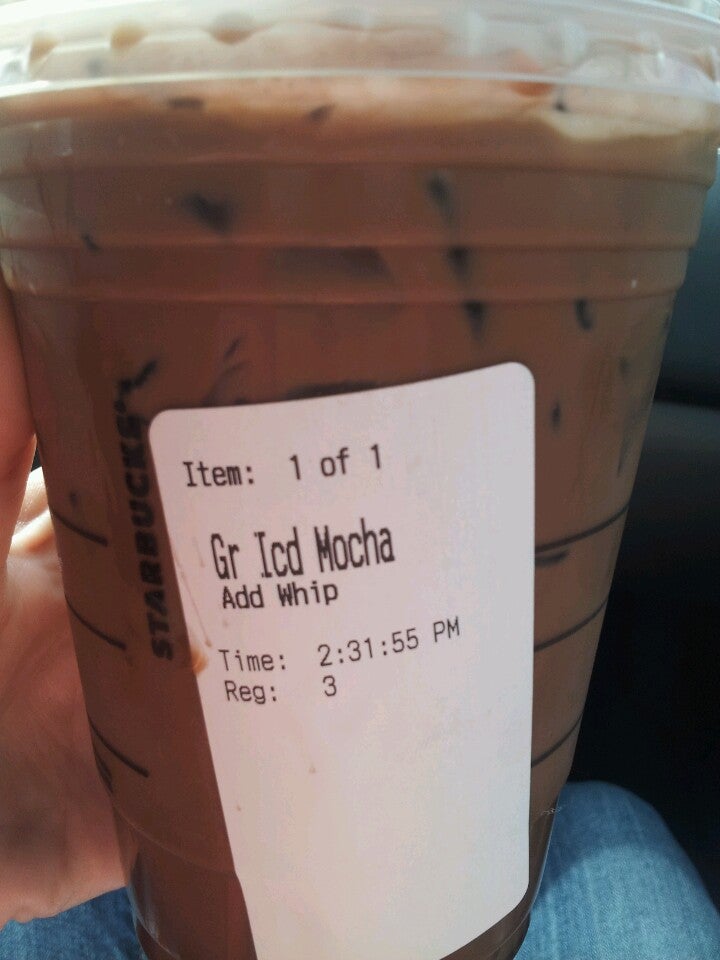 Item: 1 of 1
Gr Icd Mocha
Add Whip
Time: 2:31:55 PM
Reg: 3
STARBUCKS